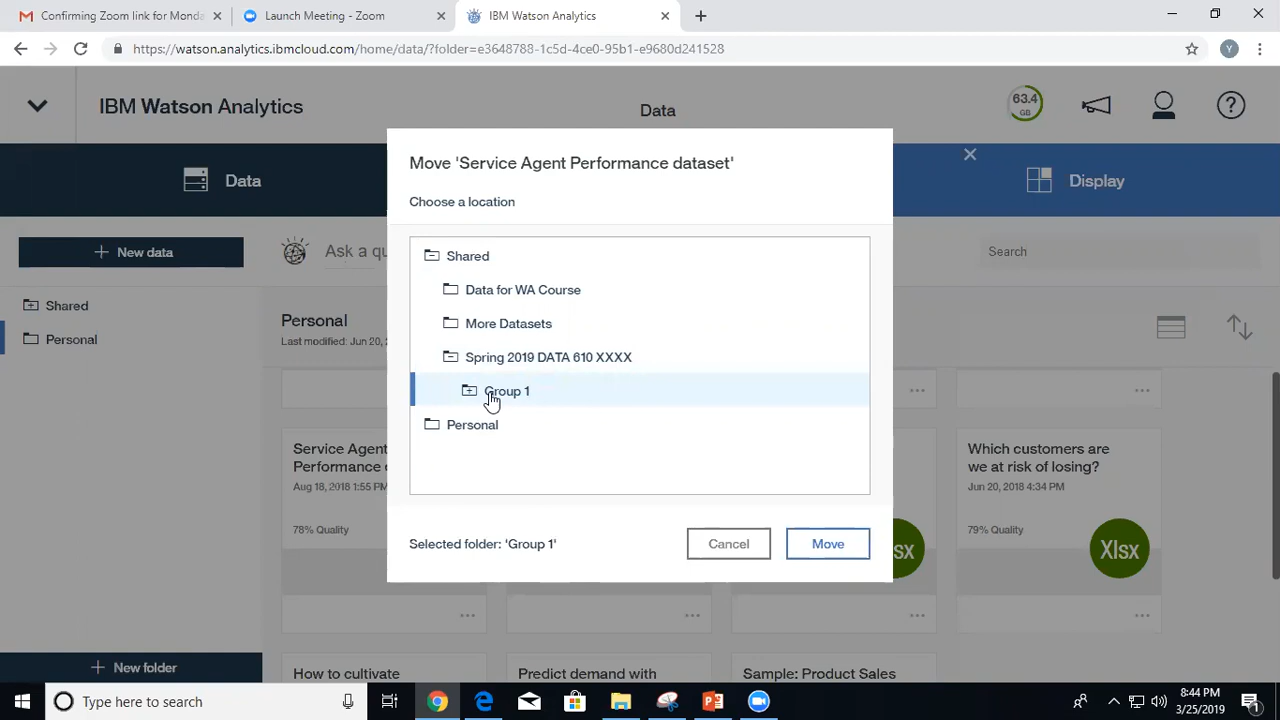 Confirming Zoom link for Monda
Launch Meeting - Zoom
IBM Watson Analytics
https://watson.analytics.ibmcloud.com/home/data/?folder=e3648788-1c5d-4ce0-95b1-e9680d241528
Y
IBM Watson Analytics
Data
63.4
GB
Data
Display
New data
Ask a qu
Search
Shared
Personal
Personal
Last modified: Jun 20,
Move 'Service Agent Performance dataset'
Choose a location
Shared
Data for WA Course
More Datasets
Spring 2019 DATA 610 XXXX
Group 1
Personal
Selected folder: 'Group 1'
Cancel
Move
Service Agent
Performance
Aug 18, 2018 1:55 PM
78% Quality
Which customers are
we at risk of losing?
Jun 20, 2018 4:34 PM
79% Quality
Xlsx
sx
New folder
How to cultivate
Predict demand with
Sample: Product Sales
Type here to search
8:44 PM
3/25/2019
1